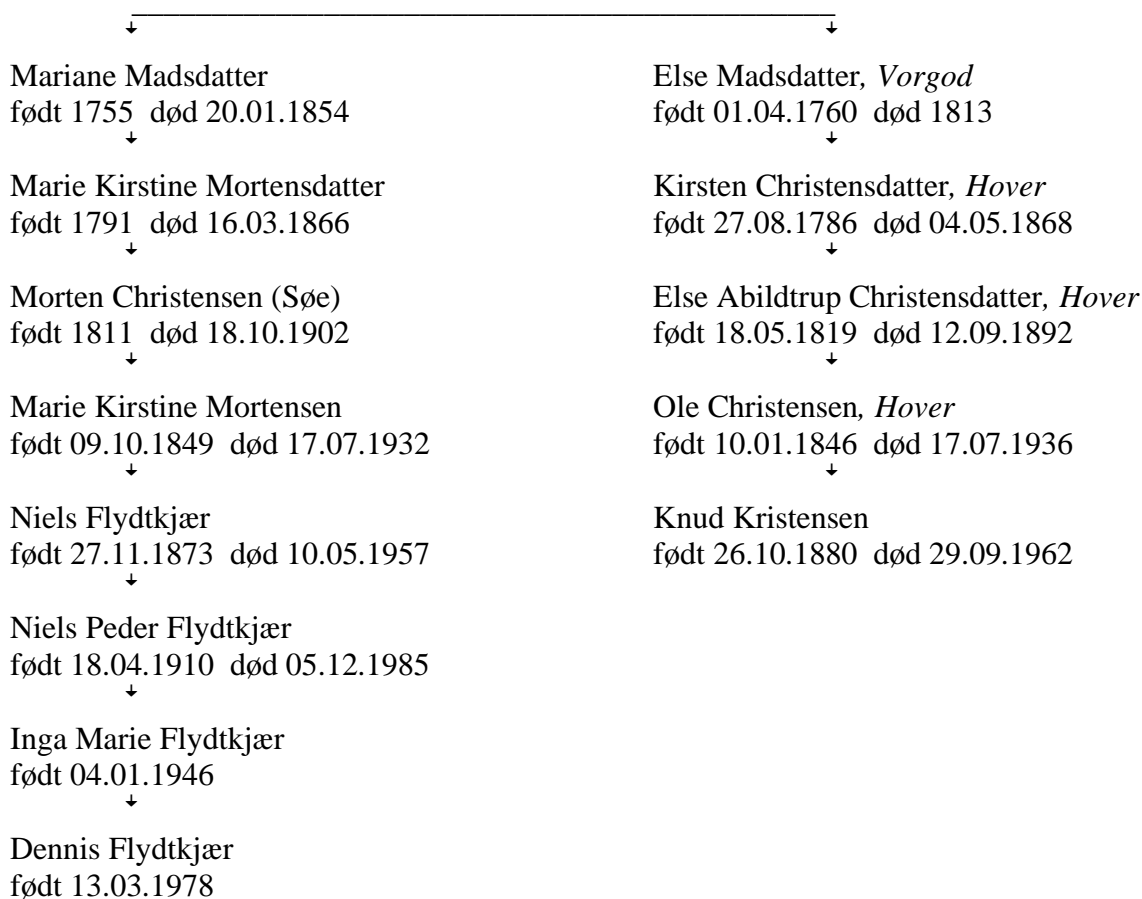 Mariane Madsdatter
født 1755 død 20.01.1854
Marie Kirstine Mortensdatter
født 1791 død 16.03.1866
Morten Christensen (Søe)
født 1811 død 18.10.1902
Marie Kirstine Mortensen
født 09.10.1849 død 17.07.1932
Niels Flydtkjær
født 27.11.1873 død 10.05.1957
Niels Peder Flydtkjær
født 18.04.1910 død 05.12.1985
Inga Marie Flydtkjær
født 04.01.1946
Dennis Flydtkjær
født 13.03.1978
Else Madsdatter, Vorgod
født 01.04.1760 død 1813
Kirsten Christensdatter, Hover
født 27.08.1786 død 04.05.1868
Else Abildtrup Christensdatter, Hover
født 18.05.1819 død 12.09.1892
Ole Christensen, Hover
født 10.01.1846 død 17.07.1936
Knud Kristensen
født 26.10.1880 død 29.09.1962